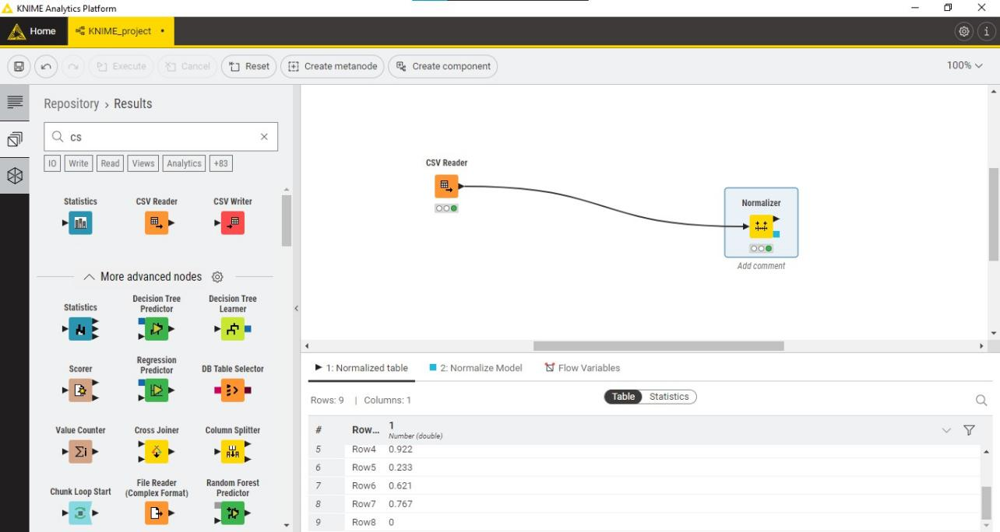 KNIME Analytics Platform
Home
KNIME_project
Execute
Cancel
Reset
Create metanode
Create component
100%
Repository › Results
cs
IO
Write
Read
Views
Analytics
+83
Statistics
CSV Reader
CSV Writer
More advanced nodes
Statistics
Decision Tree
Predictor
Decision Tree
Learner
Scorer
Regression
Predictor
DB Table Selector
Value Counter
Cross Joiner
Column Splitter
Chunk Loop Start
File Reader
(Complex Format)
Random Forest
Predictor
CSV Reader
Normalizer
Add comment
1: Normalized table
2: Normalize Model
Flow Variables
Rows: 9 | Columns: 1
Table
Statistics
# Row... 1
Number (double)
5 Row4 0.922
6 Row5 0.233
7 Row6 0.621
8 Row7 0.767
9 Row8 0